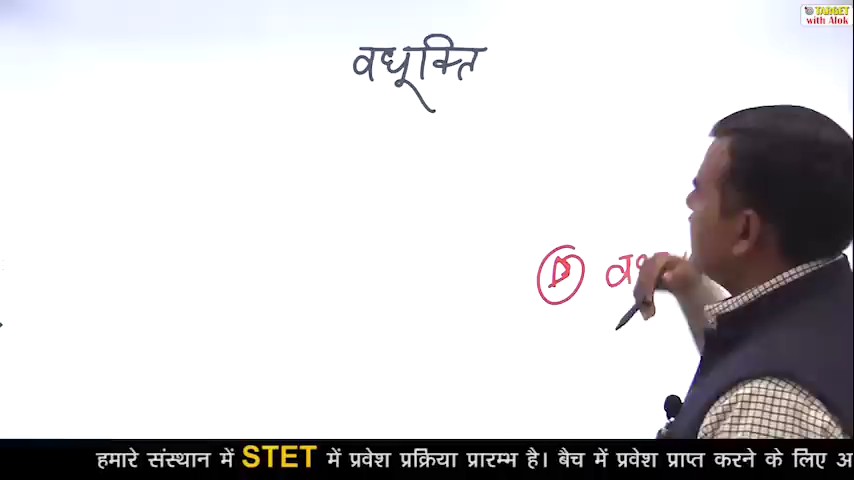 TARGET
with Alok
वधूक्ति
D
हमारे संस्थान में STET में प्रवेश प्रक्रिया प्रारम्भ है। बैच में प्रवेश प्राप्त करने के लिए अ